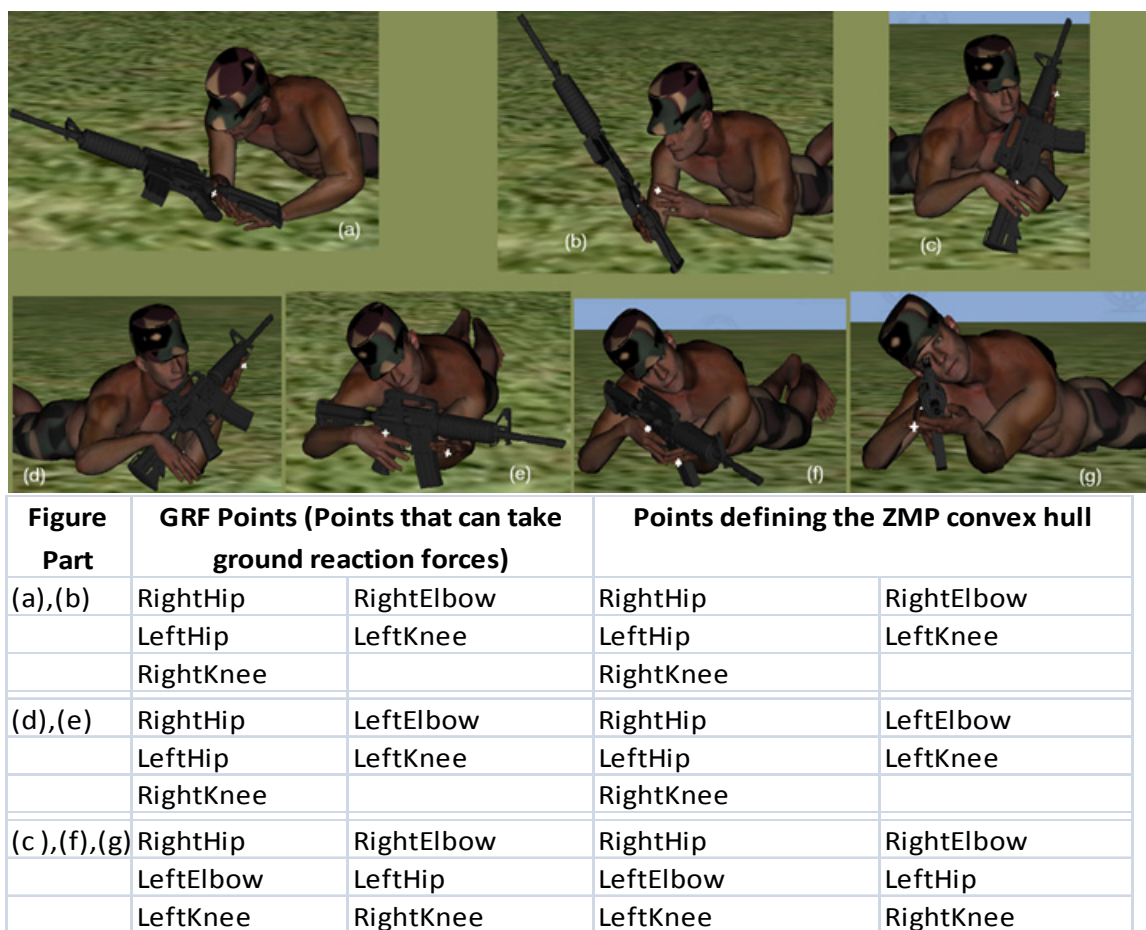 (a)
(b)
(c)
(d)
(e)
(f)
(g)
Figure Part GRF Points (Points that can take ground reaction forces) Points defining the ZMP convex hull
(a),(b) RightHip RightElbow RightHip RightElbow
LeftHip LeftKnee LeftHip LeftKnee
RightKnee RightKnee
(d),(e) RightHip LeftElbow RightHip LeftElbow
LeftHip LeftKnee LeftHip LeftKnee
RightKnee RightKnee
(c ),(f),(g) RightHip RightElbow RightHip RightElbow
LeftElbow LeftHip LeftElbow LeftHip
LeftKnee RightKnee LeftKnee RightKnee